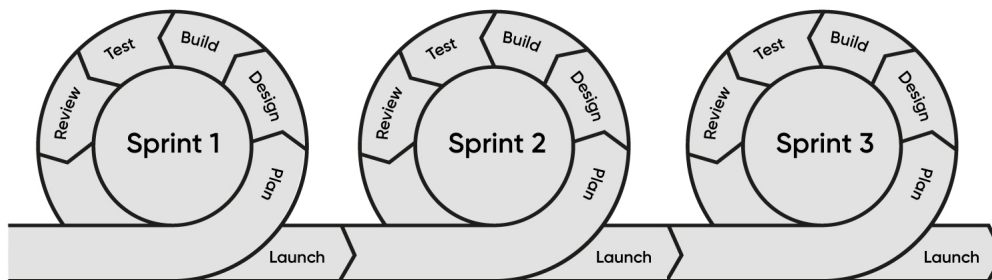 Sprint 1
Plan
Design
Build
Test
Review
Launch
Sprint 2
Plan
Design
Build
Test
Review
Launch
Sprint 3
Plan
Design
Build
Test
Review
Launch